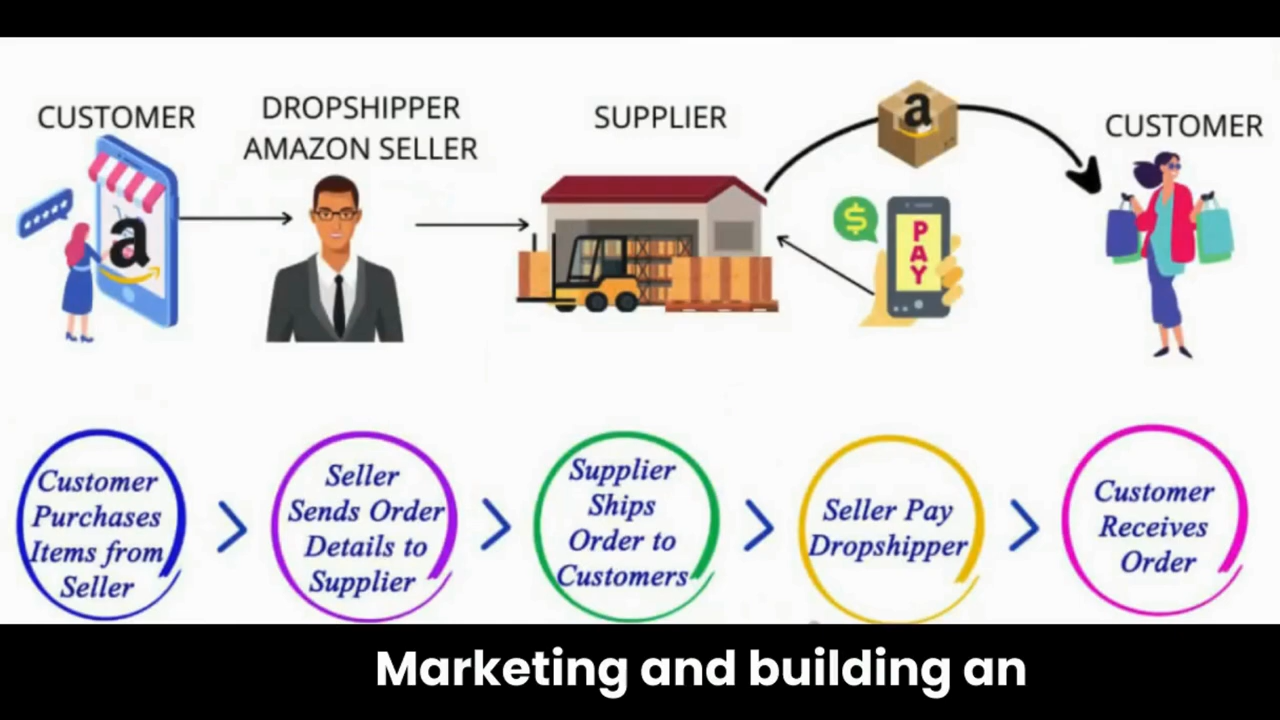 CUSTOMER
DROPSHIPPER
AMAZON SELLER
SUPPLIER
CUSTOMER
a
a
$
P
A
Y
Customer
Purchases
Items from
Seller
Seller
Sends Order
Details to
Supplier
Supplier
Ships
Order to
Customers
Seller Pay
Dropshipper
Customer
Receives
Order
Marketing and building an